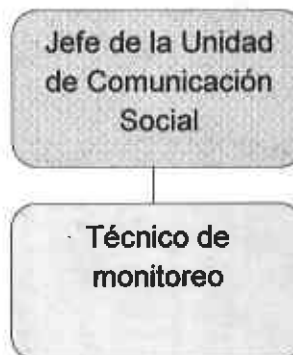 Jefe de la Unidad
de Comunicación
Social
Técnico de
monitoreo